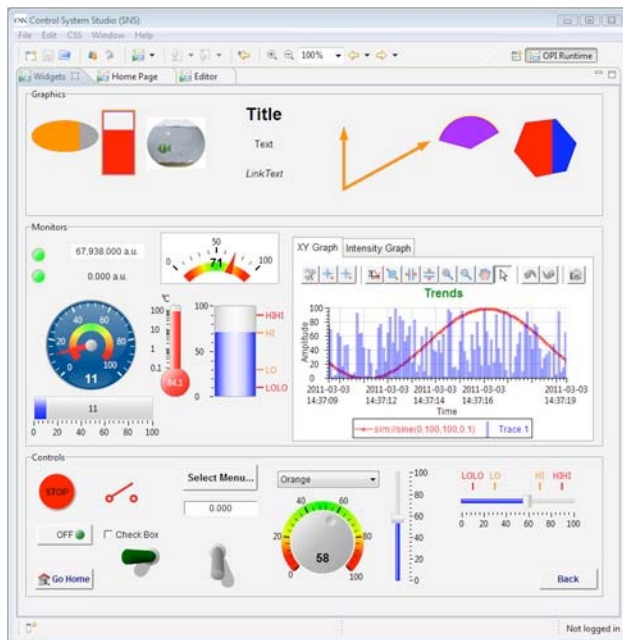 Control System Studio (SNS)
File Edit CSS Window Help
100%
OPI Runtime
Widgets Home Page Editor
Graphics
Title
Text
LinkText
Monitors
67,938.000 a.u.
0.000 a.u.
0 50 100
71
0 20 40 60 80 100
11
℃
100
10
1
0.1
84.1
100
50
0
HIHI
HI
LO
LOLO
11
0 20 40 60 80 100
XY Graph Intensity Graph
Trends
Amplitude
100
80
60
40
20
0
2011-03-03 2011-03-03 2011-03-03 2011-03-03 2011-03-03
14:37:09 14:37:12 14:37:14 14:37:16 14:37:19
Time
sim://sine(0,100,100,0.1) Trace 1
Controls
STOP
Select Menu...
0.000
OFF
Check Box
Go Home
Orange
0 20 40 60 80 100
58
100
80
60
40
20
0
LOLO LO HI HIHI
0 20 40 60 80 100
Back
Not logged in